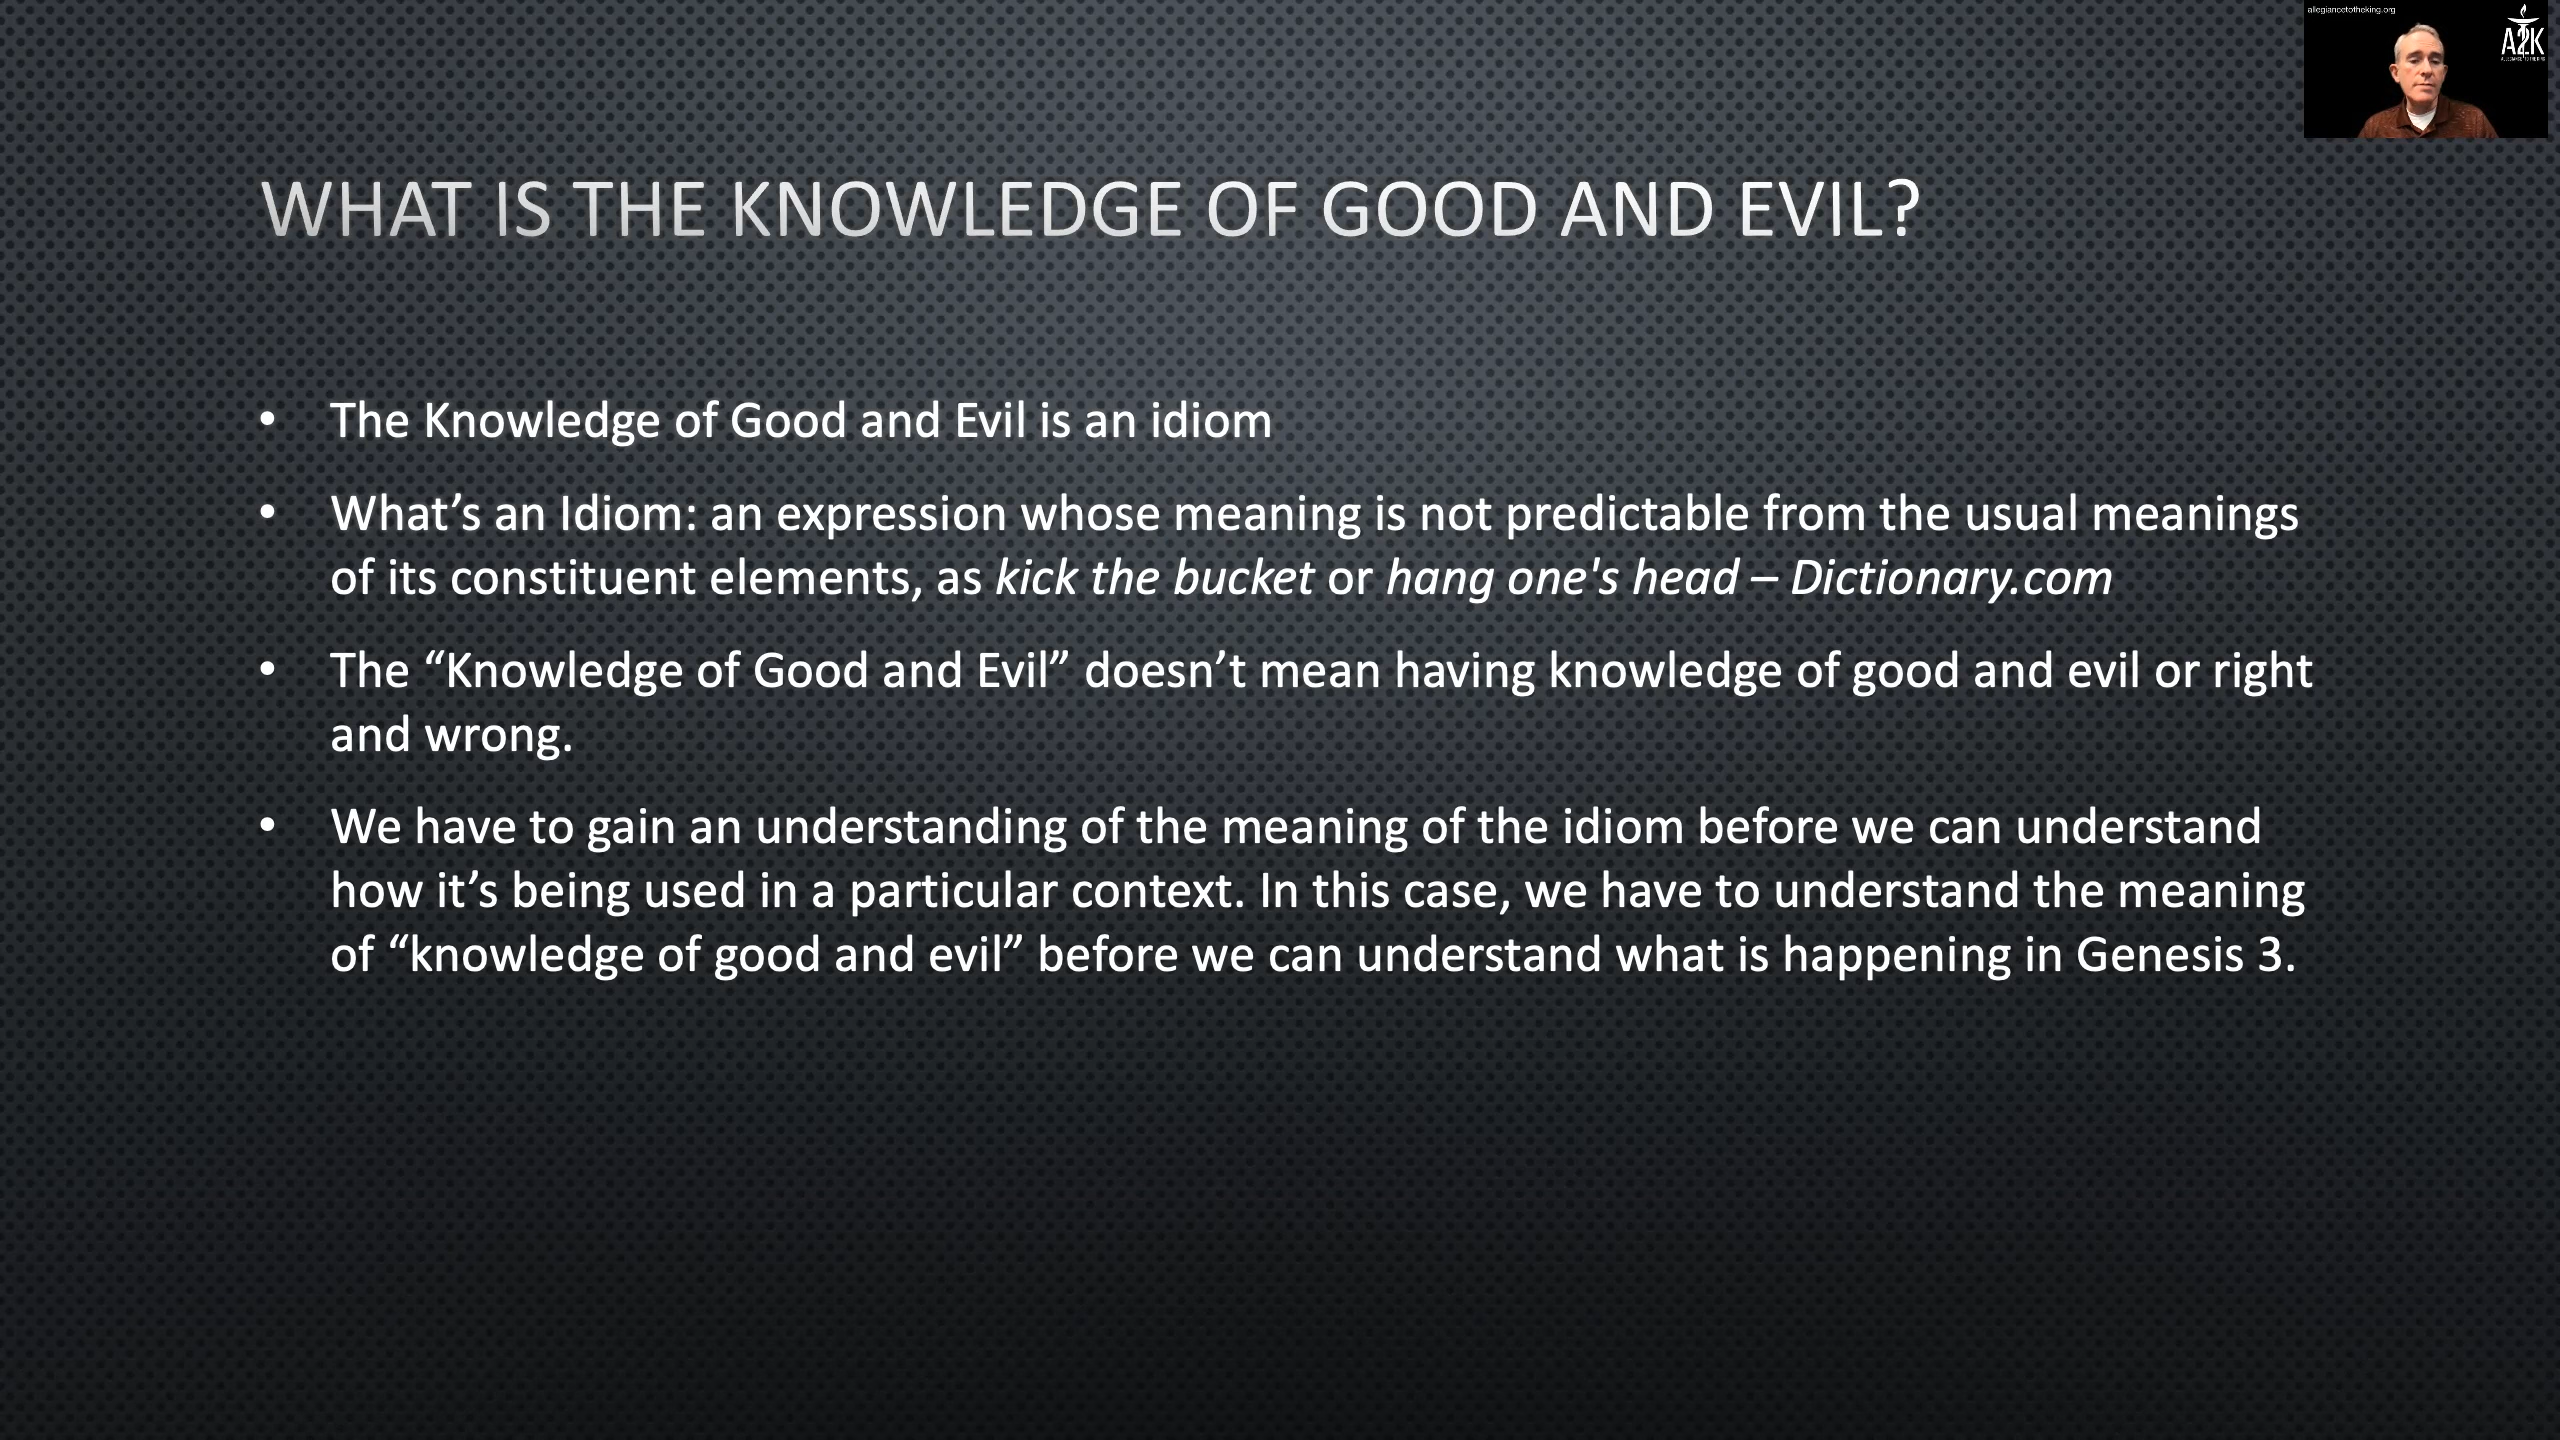 allegiancetotheking.org
A2K
WHAT IS THE KNOWLEDGE OF GOOD AND EVIL?
• The Knowledge of Good and Evil is an idiom
• What’s an Idiom: an expression whose meaning is not predictable from the usual meanings
of its constituent elements, as kick the bucket or hang one's head – Dictionary.com
• The “Knowledge of Good and Evil” doesn’t mean having knowledge of good and evil or right
and wrong.
• We have to gain an understanding of the meaning of the idiom before we can understand
how it’s being used in a particular context. In this case, we have to understand the meaning
of “knowledge of good and evil” before we can understand what is happening in Genesis 3.